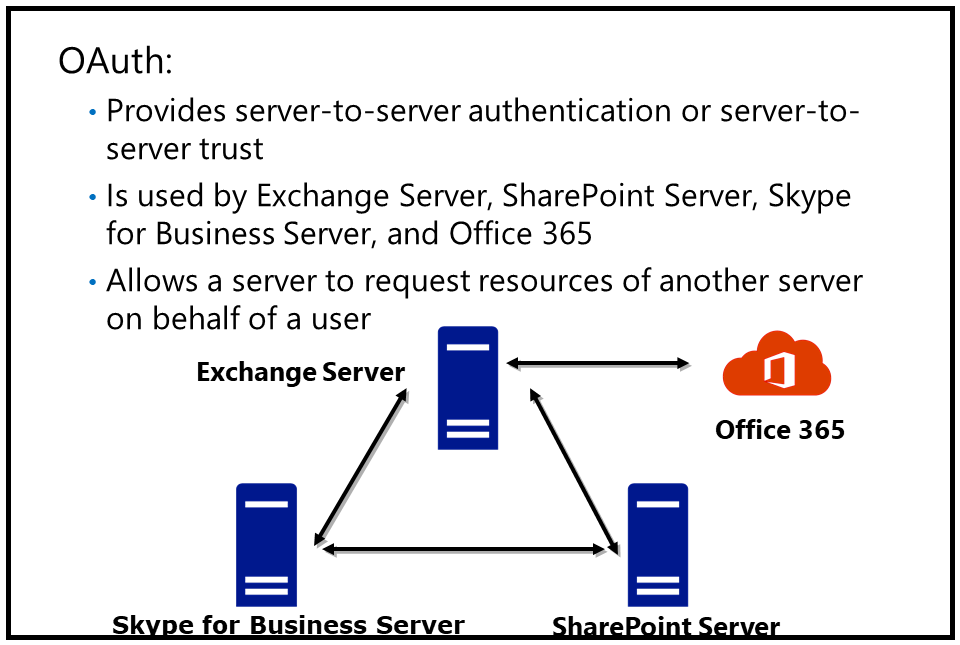 OAuth:
• Provides server-to-server authentication or server-to-
server trust
• Is used by Exchange Server, SharePoint Server, Skype
for Business Server, and Office 365
• Allows a server to request resources of another server
on behalf of a user
Exchange Server
Office 365
Skype for Business Server
SharePoint Server